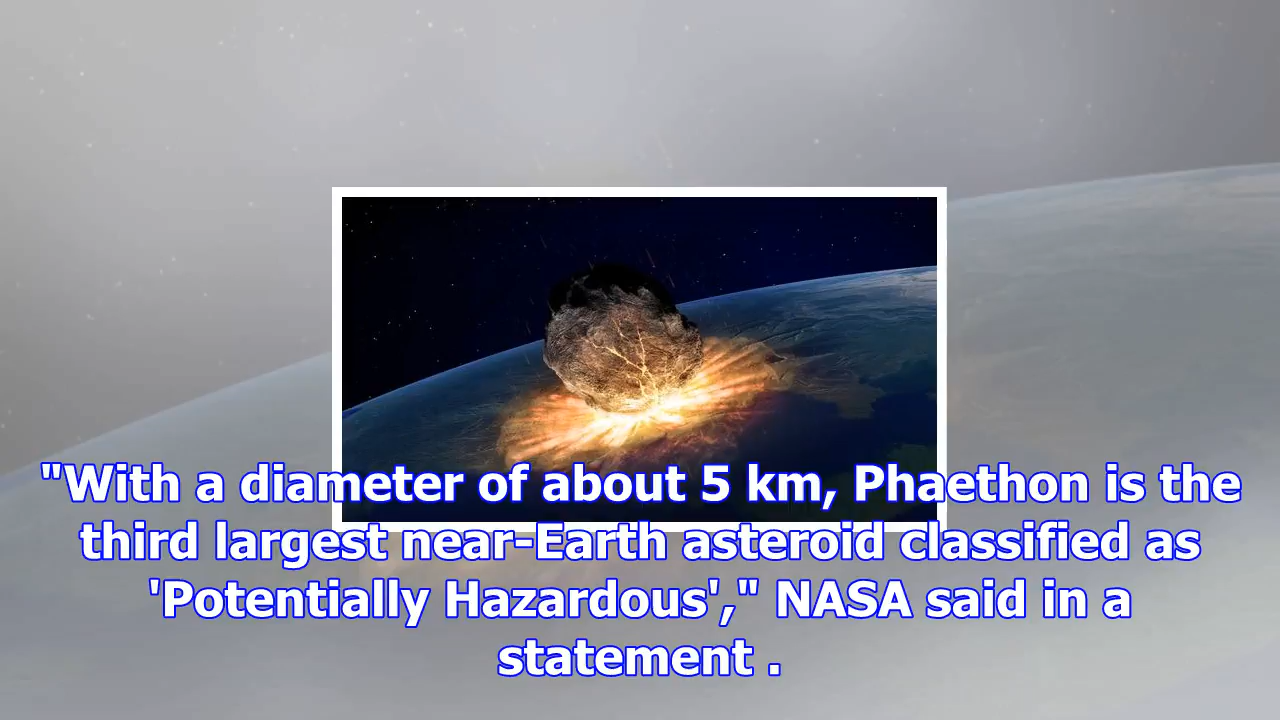 "With a diameter of about 5 km, Phaethon is the
third largest near-Earth asteroid classified as
'Potentially Hazardous'," NASA said in a
statement .